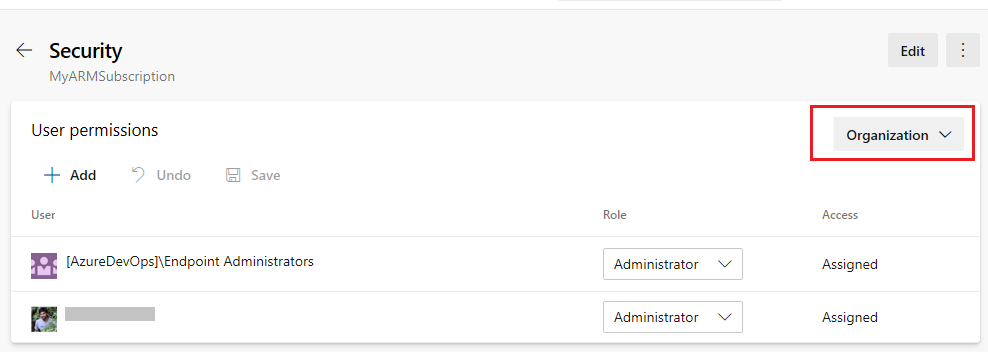 Security
Edit
MyARMSubscription
User permissions
Organization
Add Undo Save
User Role Access
[AzureDevOps]\Endpoint Administrators Administrator Assigned
Administrator Assigned